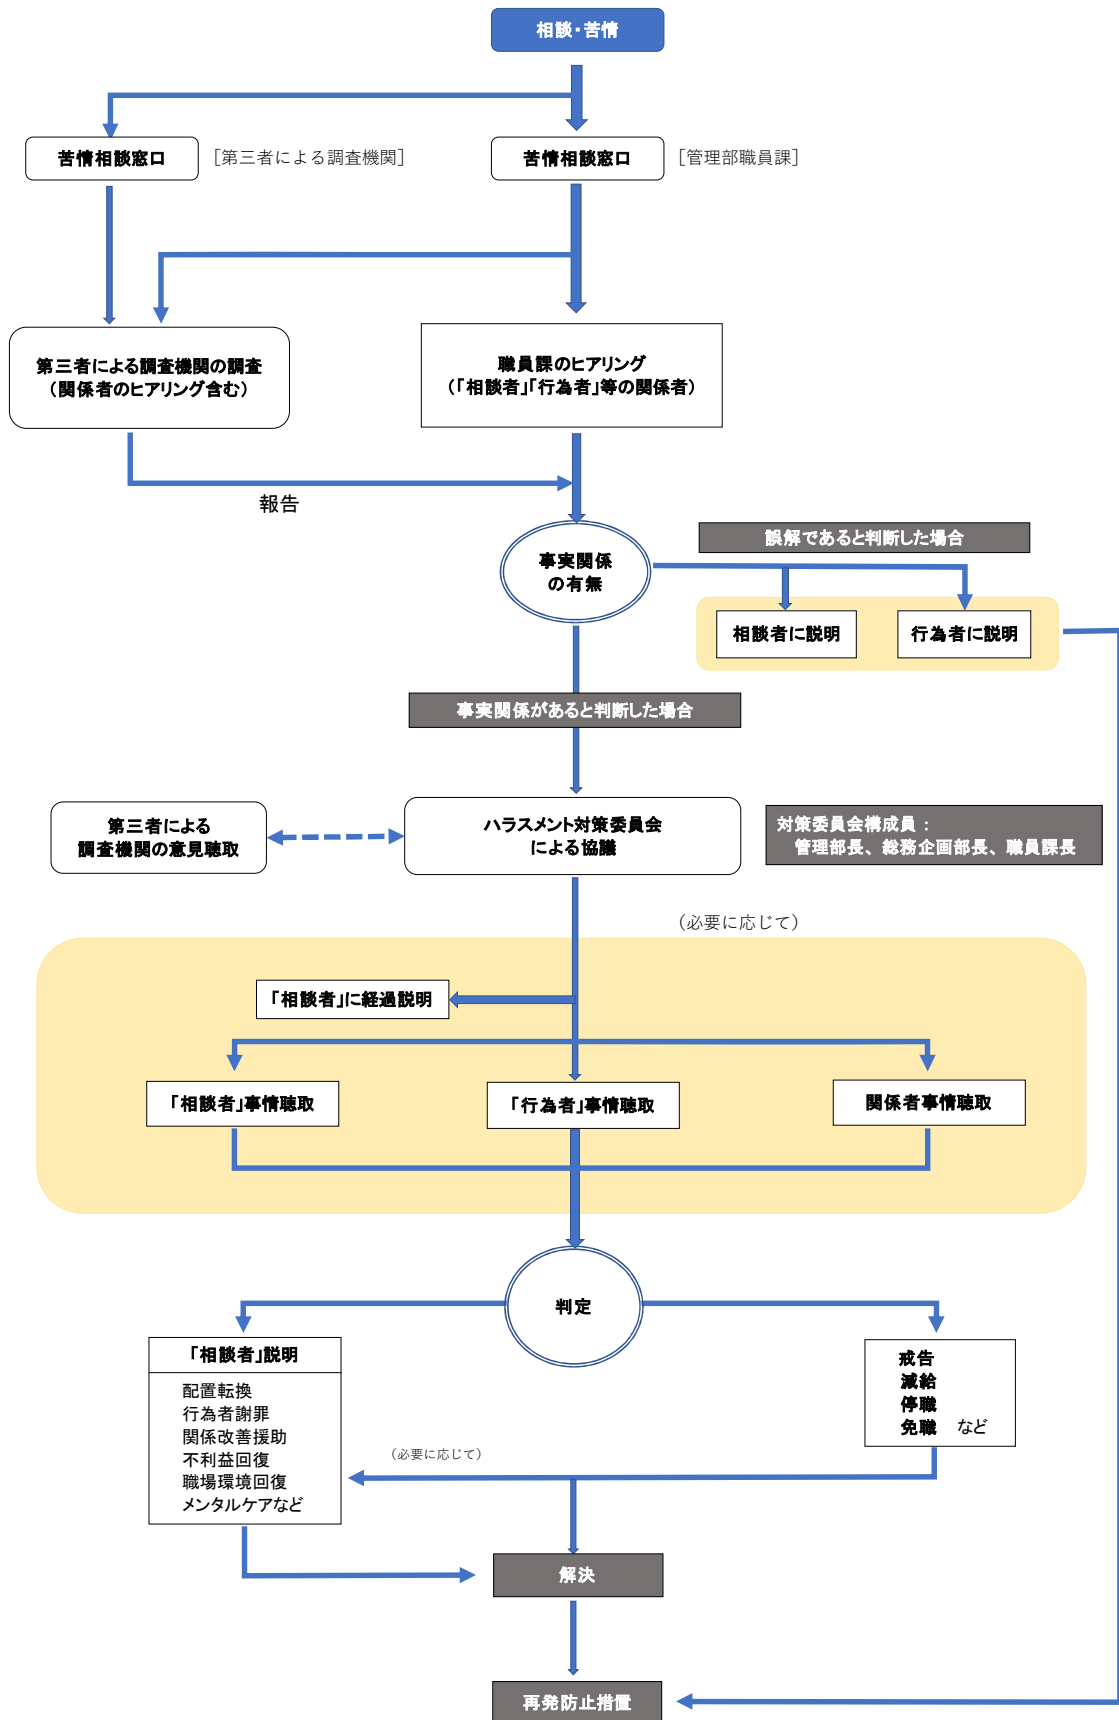 相談・苦情
苦情相談窓口
[第三者による調査機関]
苦情相談窓口
[管理部職員課]
第三者による調査機関の調査
（関係者のヒアリング含む）
職員課のヒアリング
（「相談者」「行為者」等の関係者）
報告
事実関係
の有無
誤解であると判断した場合
相談者に説明
行為者に説明
事実関係があると判断した場合
第三者による
調査機関の意見聴取
ハラスメント対策委員会
による協議
対策委員会構成員：
管理部長、総務企画部長、職員課長
（必要に応じて）
「相談者」に経過説明
「相談者」事情聴取
「行為者」事情聴取
関係者事情聴取
判定
「相談者」説明
配置転換
行為者謝罪
関係改善援助
不利益回復
職場環境回復
メンタルケアなど
戒告
減給
停職
免職　など
（必要に応じて）
解決
再発防止措置